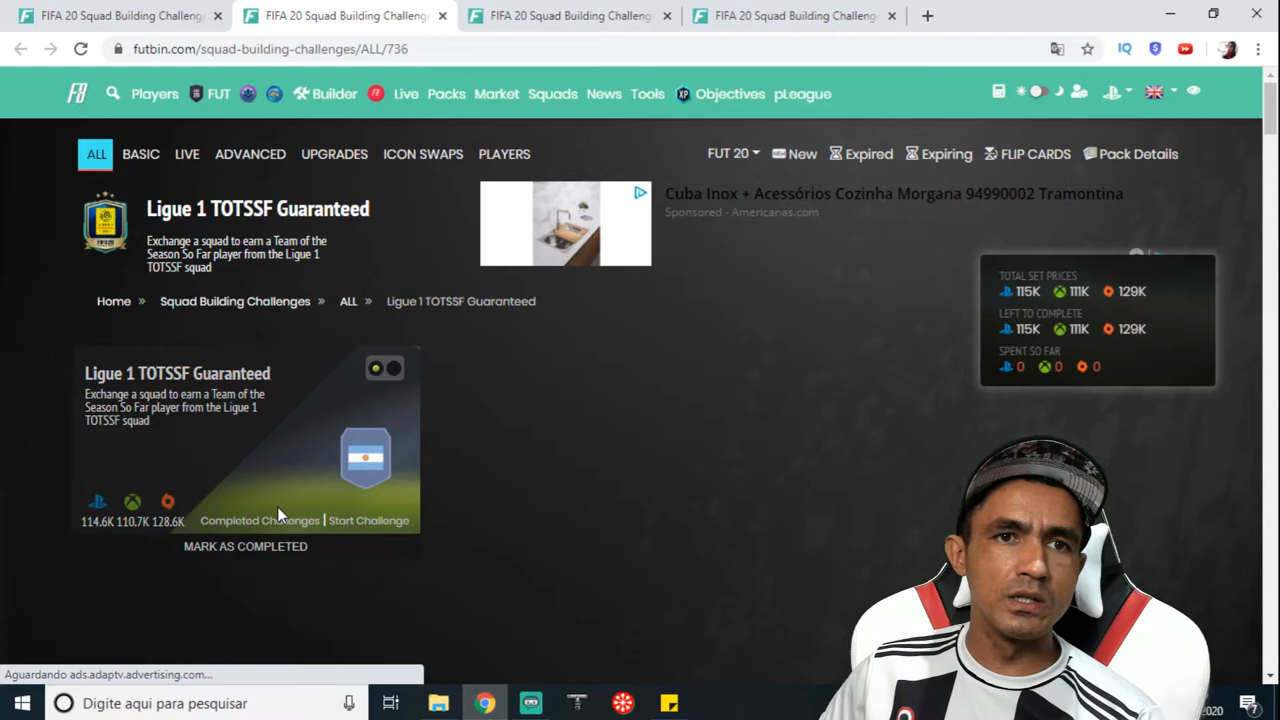 FIFA 20 Squad Building Challeng
FIFA 20 Squad Building Challeng
FIFA 20 Squad Building Challeng
FIFA 20 Squad Building Challeng
futbin.com/squad-building-challenges/ALL/736
IQ
Players
FUT
Builder
Live
Packs
Market
Squads
News
Tools
XP
Objectives
pLeague
ALL
BASIC
LIVE
ADVANCED
UPGRADES
ICON SWAPS
PLAYERS
FUT 20
New
Expired
Expiring
FLIP CARDS
Pack Details
Ligue 1 TOTSSF Guaranteed
Exchange a squad to earn a Team of the
Season So Far player from the Ligue 1
TOTSSF squad
Cuba Inox + Acessórios Cozinha Morgana 94990002 Tramontina
Sponsored - Americanas.com
Home » Squad Building Challenges » ALL » Ligue 1 TOTSSF Guaranteed
TOTAL SET PRICES
115K 111K 129K
LEFT TO COMPLETE
115K 111K 129K
SPENT SO FAR
0 0 0
Ligue 1 TOTSSF Guaranteed
Exchange a squad to earn a Team of the
Season So Far player from the Ligue 1
TOTSSF squad
114.6K 110.7K 128.6K
Completed Challenges | Start Challenge
MARK AS COMPLETED
Aguardando ads.adaptv.advertising.com...
Digite aqui para pesquisar
2020
7